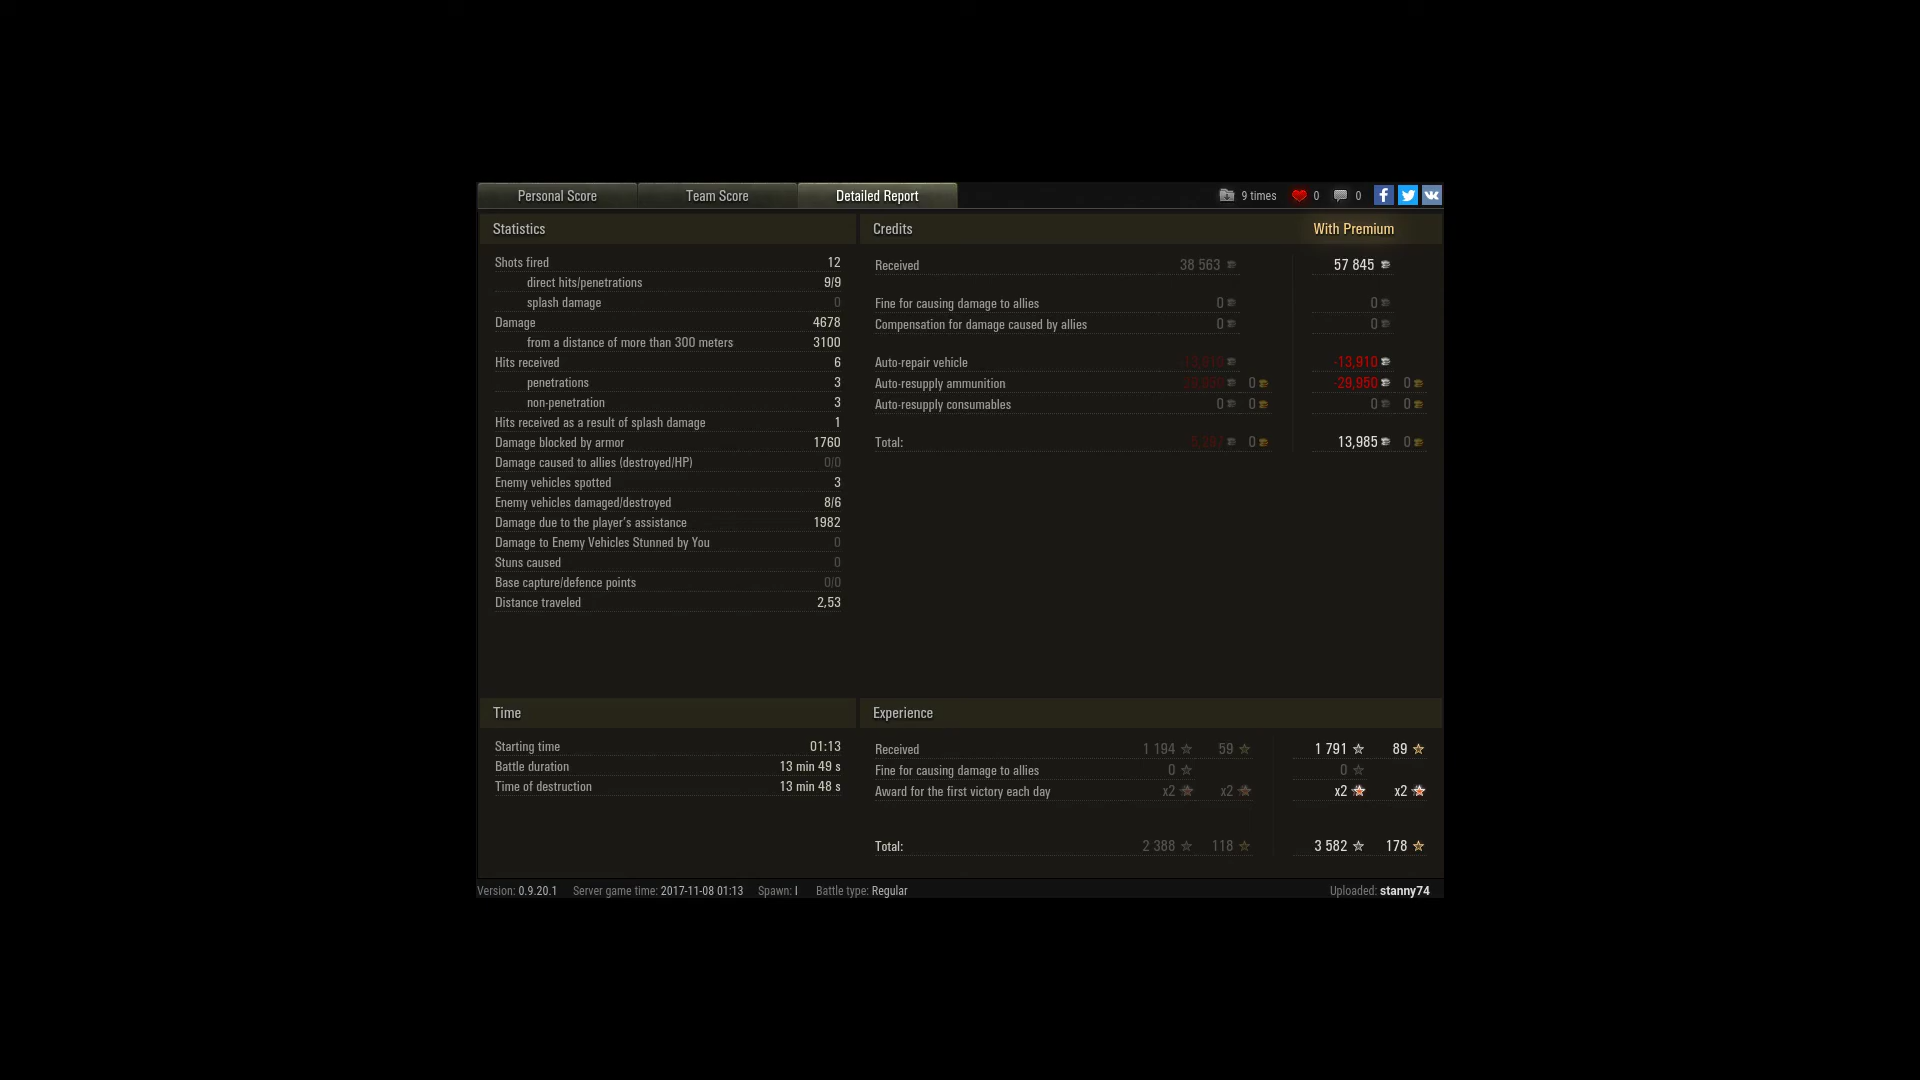 Personal Score Team Score Detailed Report 9 times 0 0
Statistics
Shots fired 12
direct hits/penetrations 9/9
splash damage 0
Damage 4678
from a distance of more than 300 meters 3100
Hits received 6
penetrations 3
non-penetration 3
Hits received as a result of splash damage 1
Damage blocked by armor 1760
Damage caused to allies (destroyed/HP) 0/0
Enemy vehicles spotted 3
Enemy vehicles damaged/destroyed 8/6
Damage due to the player's assistance 1982
Damage to Enemy Vehicles Stunned by You 0
Stuns caused 0
Base capture/defence points 0/0
Distance traveled 2,53
Credits With Premium
Received 38 563 57 845
Fine for causing damage to allies 0 0
Compensation for damage caused by allies 0 0
Auto-repair vehicle -13,910 -13,910
Auto-resupply ammunition 0 -29,950 0
Auto-resupply consumables 0 0 0 0
Total: 0 13,985 0
Time
Starting time 01:13
Battle duration 13 min 49 s
Time of destruction 13 min 48 s
Experience
Received 1 194 59 1 791 89
Fine for causing damage to allies 0 0
Award for the first victory each day x2 x2 x2 x2
Total: 2 388 118 3 582 178
Version: 0.9.20.1 Server game time: 2017-11-08 01:13 Spawn: I Battle type: Regular Uploaded: stanny74